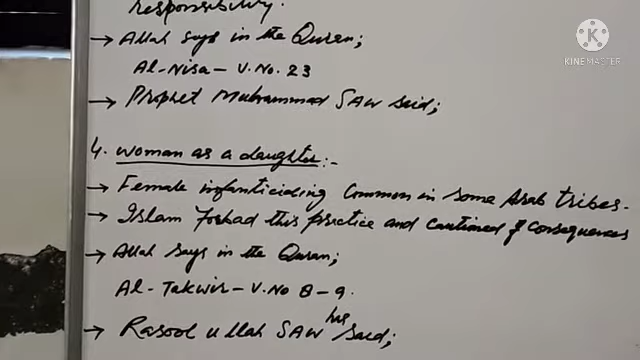 responsibility.
→ Allah says in the Quran;
Al-Nisa - V.No. 23
→ Prophet Muhammad SAW said;
4. Woman as a daughter:-
→ Female infanticiding Common in some Arab tribes.
→ Islam Forbad this practice and cautioned of consequences
→ Allah says in the Quran;
Al-Takwir - V.No 8-9.
→ Rasool u llah SAW has said;
KINEMASTER